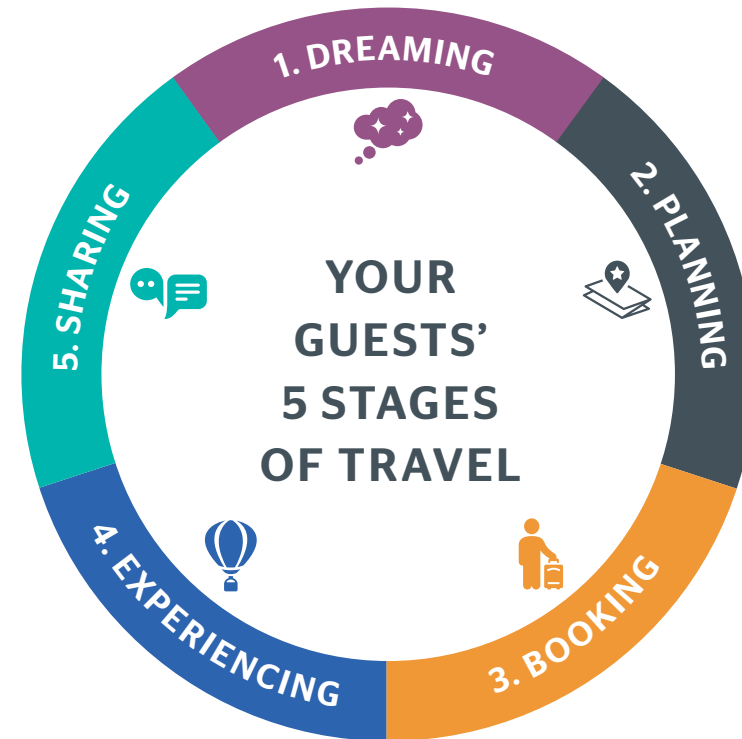 1. DREAMING
2. PLANNING
3. BOOKING
4. EXPERIENCING
5. SHARING
YOUR
GUESTS’
5 STAGES
OF TRAVEL